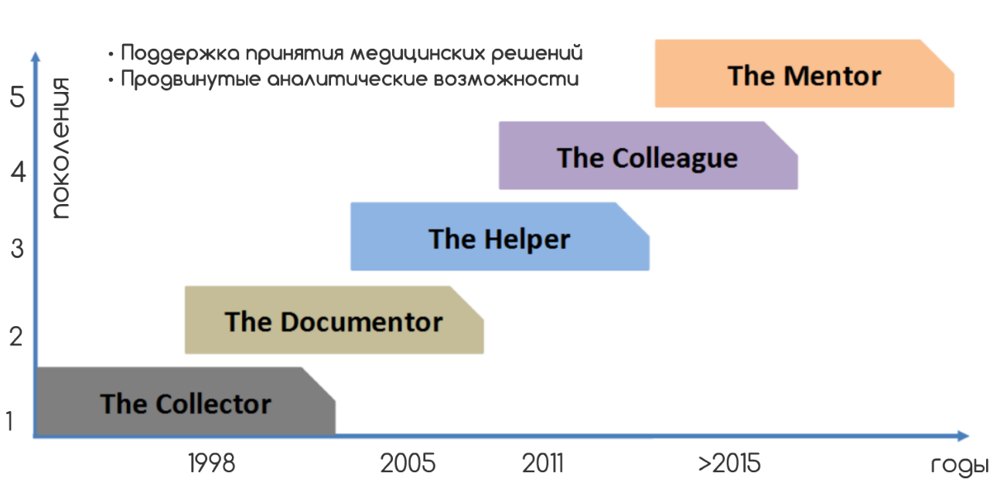 • Поддержка принятия медицинских решений
• Продвинутые аналитические возможности
поколения
5
The Mentor
4
The Colleague
3
The Helper
2
The Documentor
1
The Collector
1998
2005
2011
>2015
годы